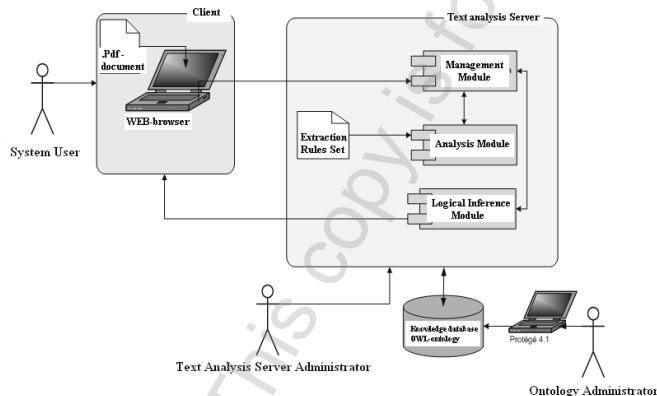 Client
Text analysis Server
.Pdf-
document
WEB-browser
System User
Management
Module
Extraction
Rules Set
Analysis Module
Logical Inference
Module
Knowledge database
OWL-ontology
Protégé 4.1
Text Analysis Server Administrator
Ontology Administrator
This copy is fo